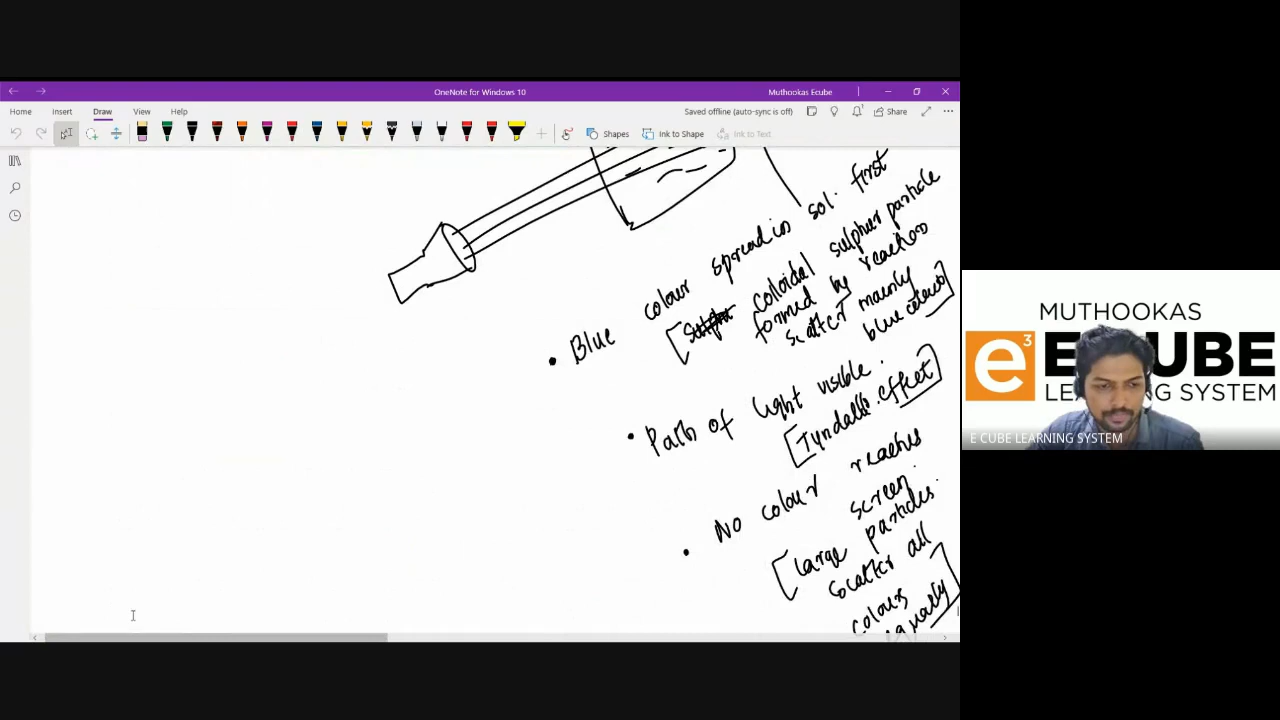 OneNote for Windows 10
Muthookas Ecube
Home Insert Draw View Help
Saved offline (auto-sync is off)
Share
Shapes
Ink to Shape
Ink to Text
• Blue colour spread in sol. first
[ colloidal sulphur particle
formed by reaction
scatter mainly
blue colour]
• Path of light visible.
[Tyndalls effect]
• No colour reaches
screen.
[large particles.
scatter all
colours
equally
MUTHOOKAS
e3 ECUBE
LEARNING SYSTEM
E CUBE LEARNING SYSTEM